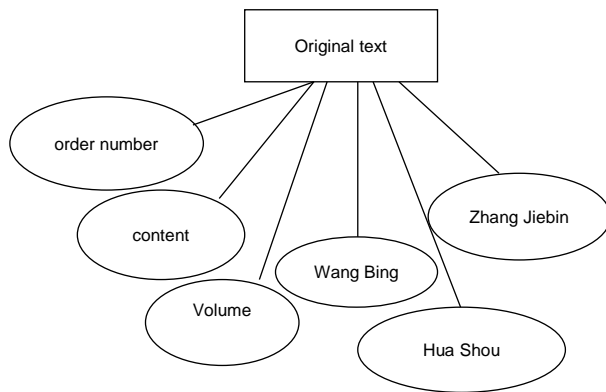 Original text
order number
content
Volume
Wang Bing
Hua Shou
Zhang Jiebin